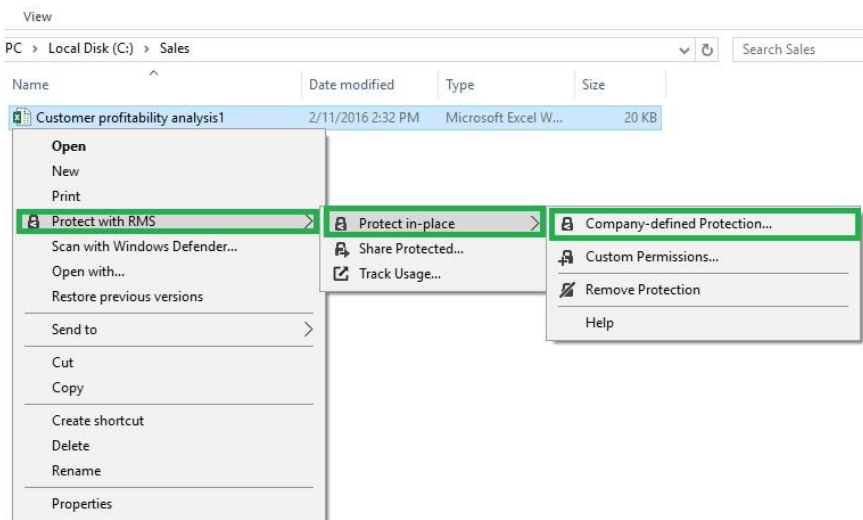 View
PC > Local Disk (C:) > Sales
Search Sales
Name Date modified Type Size
Customer profitability analysis1 2/11/2016 2:32 PM Microsoft Excel W... 20 KB
Open
New
Print
Protect with RMS
Scan with Windows Defender...
Open with...
Restore previous versions
Send to
Cut
Copy
Create shortcut
Delete
Rename
Properties
Protect in-place
Share Protected...
Track Usage...
Company-defined Protection...
Custom Permissions...
Remove Protection
Help